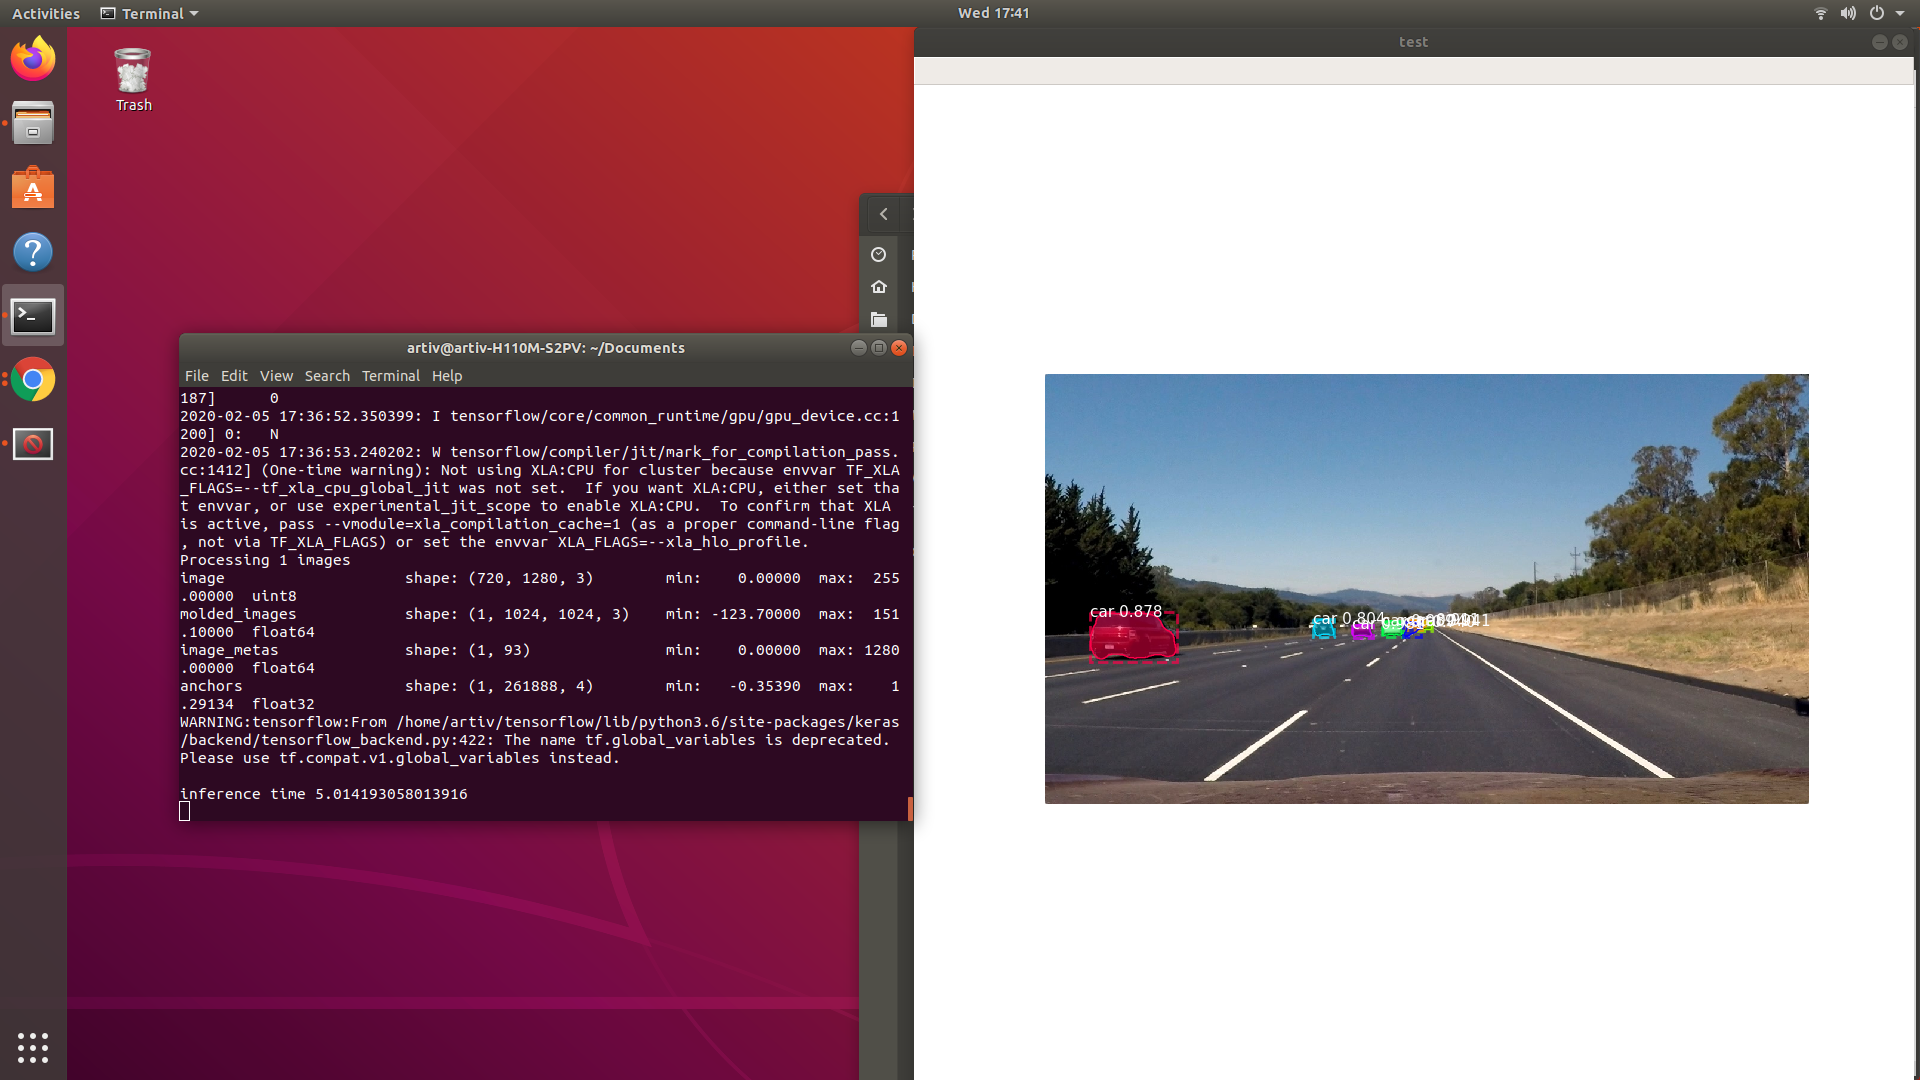 Activities
Terminal
Wed 17:41
Trash
test
artiv@artiv-H110M-S2PV: ~/Documents
File Edit View Search Terminal Help
187]      0
2020-02-05 17:36:52.350399: I tensorflow/core/common_runtime/gpu/gpu_device.cc:1
200] 0:   N
2020-02-05 17:36:53.240202: W tensorflow/compiler/jit/mark_for_compilation_pass.
cc:1412] (One-time warning): Not using XLA:CPU for cluster because envvar TF_XLA
_FLAGS=--tf_xla_cpu_global_jit was not set.  If you want XLA:CPU, either set tha
t envvar, or use experimental_jit_scope to enable XLA:CPU.  To confirm that XLA
is active, pass --vmodule=xla_compilation_cache=1 (as a proper command-line flag
, not via TF_XLA_FLAGS) or set the envvar XLA_FLAGS=--xla_hlo_profile.
Processing 1 images
image                    shape: (720, 1280, 3)        min:    0.00000  max:  255
.00000  uint8
molded_images            shape: (1, 1024, 1024, 3)    min: -123.70000  max:  151
.10000  float64
image_metas              shape: (1, 93)               min:    0.00000  max: 1280
.00000  float64
anchors                  shape: (1, 261888, 4)        min:   -0.35390  max:    1
.29134  float32
WARNING:tensorflow:From /home/artiv/tensorflow/lib/python3.6/site-packages/keras
/backend/tensorflow_backend.py:422: The name tf.global_variables is deprecated.
Please use tf.compat.v1.global_variables instead.
inference time 5.014193058013916
car 0.878
car 0.804
car